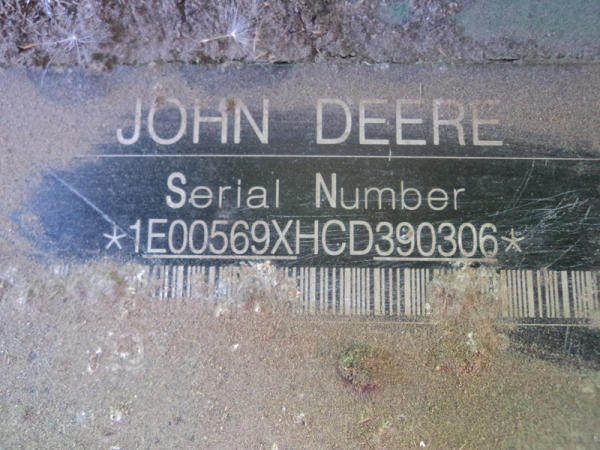 JOHN DEERE
Serial Number
*1E00569XHCD390306*